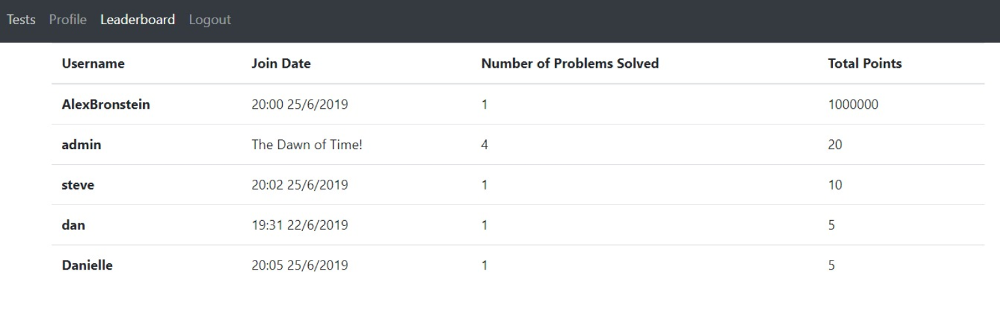 Tests Profile Leaderboard Logout
Username Join Date Number of Problems Solved Total Points
AlexBronstein 20:00 25/6/2019 1 1000000
admin The Dawn of Time! 4 20
steve 20:02 25/6/2019 1 10
dan 19:31 22/6/2019 1 5
Danielle 20:05 25/6/2019 1 5